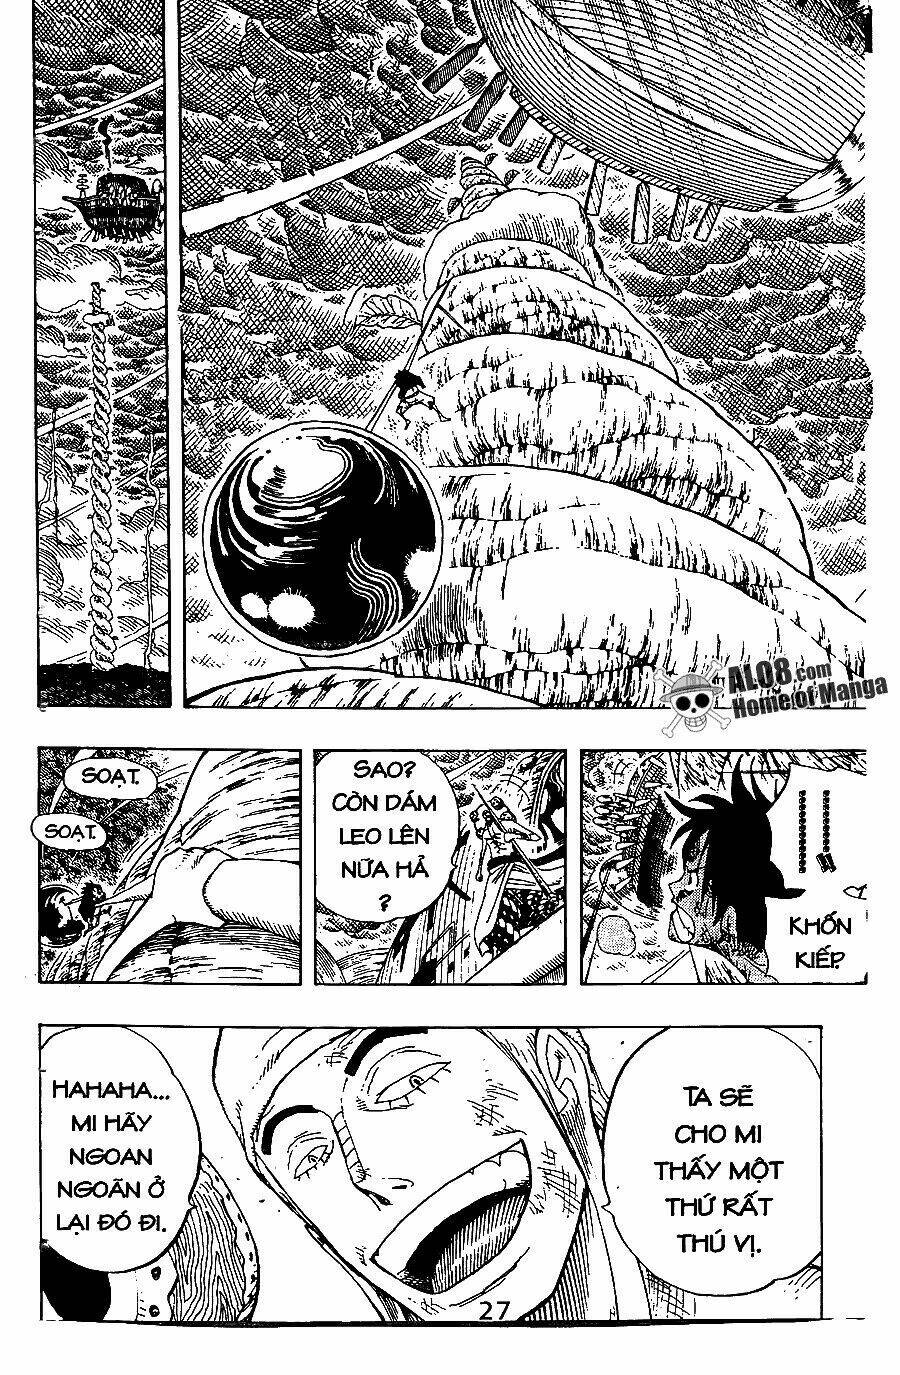 ALO8.com
Home of Manga
KHỐN
KIẾP.
SAO?
CÒN DÁM
LEO LÊN
NỮA HẢ
?
SOẠT.
SOẠT.
TA SẼ
CHO MI
THẤY MỘT
THỨ RẤT
THÚ VỊ.
HAHAHA...
MI HÃY
NGOAN
NGOÃN Ở
LẠI ĐÓ ĐI.
27